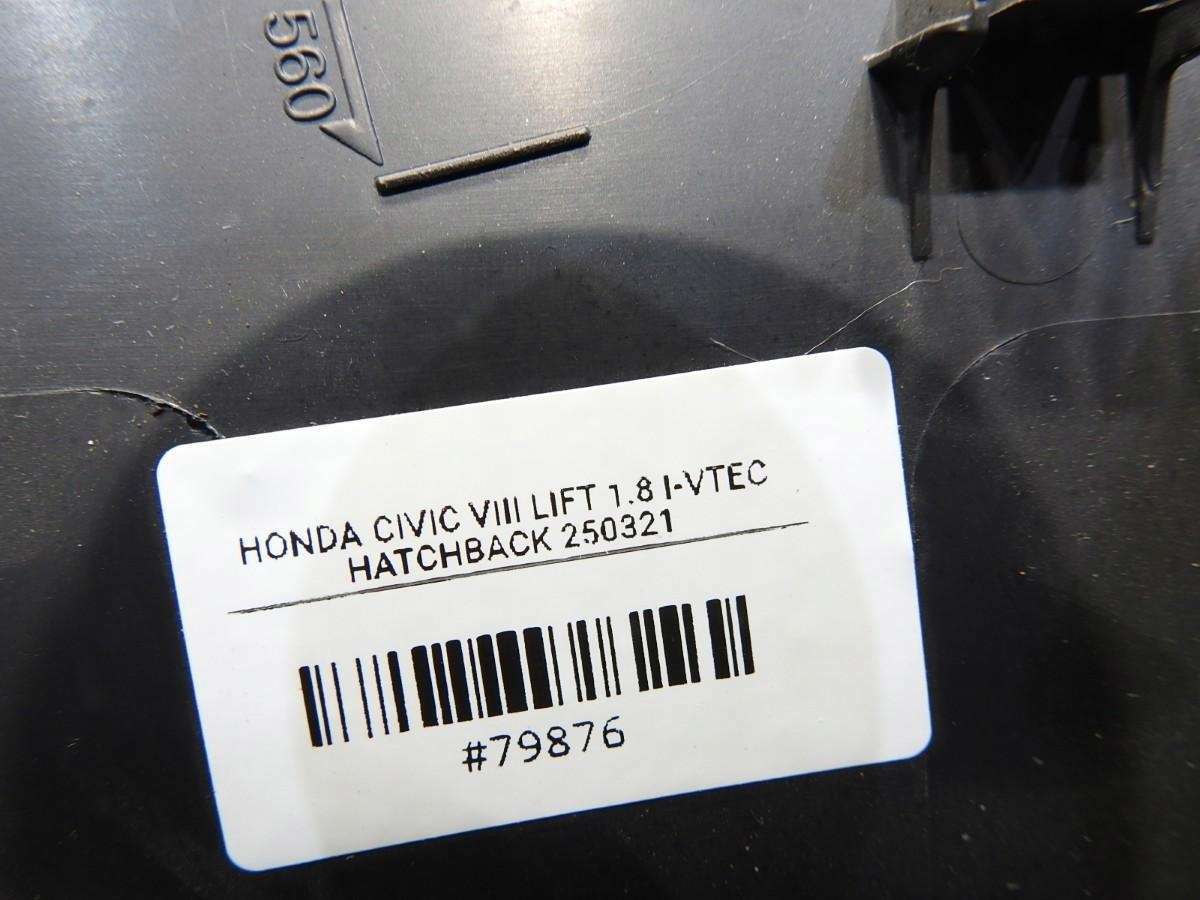 560
HONDA CIVIC VIII LIFT 1.8 I-VTEC
HATCHBACK 250321
#79876